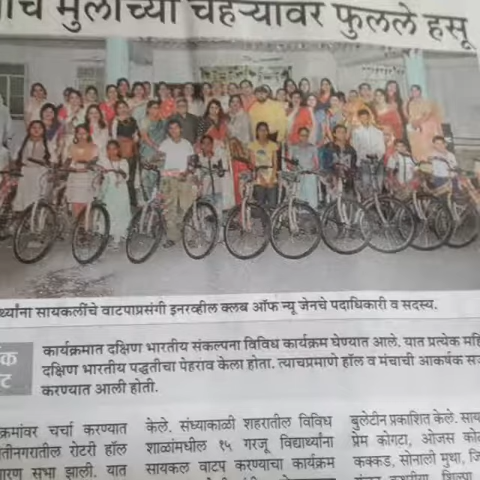 मुलांच्या चेहऱ्यावर फुलले हसू
र्थ्यांना सायकलींचे वाटपाप्रसंगी इनरव्हील क्लब ऑफ न्यू जेनचे पदाधिकारी व सदस्य.
कार्यक्रमात दक्षिण भारतीय संकल्पना विविध कार्यक्रम घेण्यात आले. यात प्रत्येक महि
दक्षिण भारतीय पद्धतीचा पेहराव केला होता. त्याचप्रमाणे हॉल व मंचाची आकर्षक स
करण्यात आली होती.
क्रमांवर चर्चा करण्यात
तीनगरातील रोटरी हॉल
पारण सभा झाली. यात
केले. संध्याकाळी शहरातील विविध
शाळांमधील १५ गरजू विद्यार्थ्यांना
सायकल वाटप करण्याचा कार्यक्रम
बुलेटीन प्रकाशित केले. साय
प्रेम कोगटा, ओजस को
कक्कड, सोनाली मुथा, जि